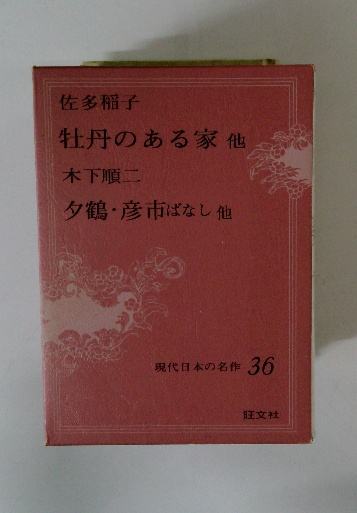 佐多稲子
牡丹のある家 他
木下順二
夕鶴・彦市ばなし 他
現代日本の名作 36
旺文社